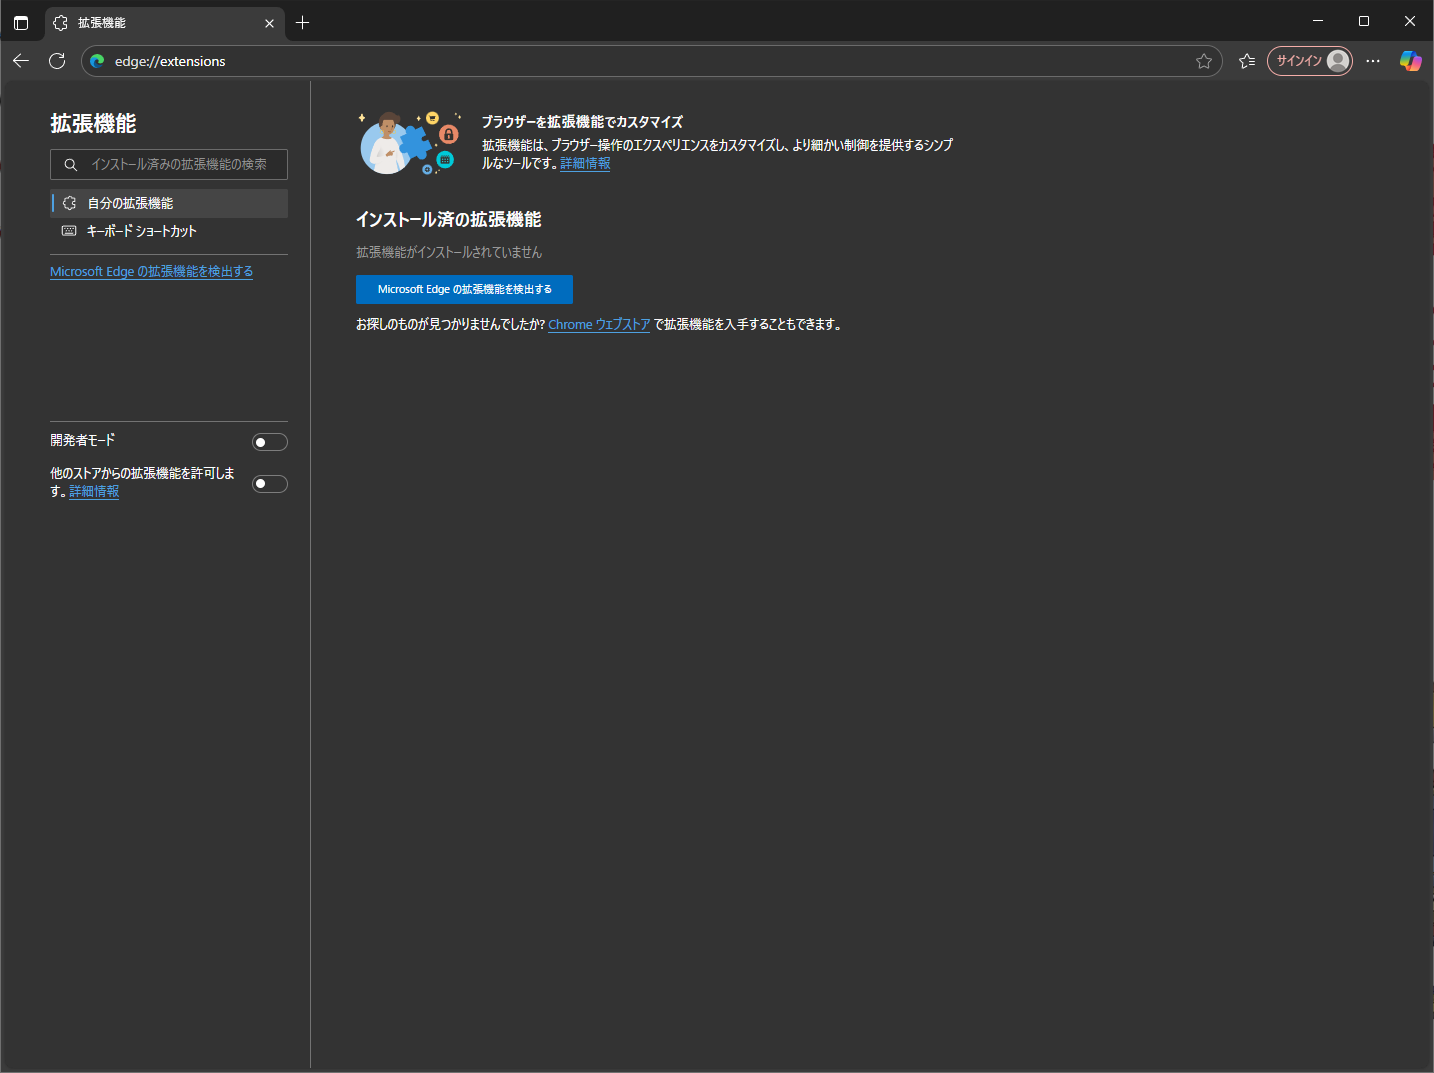 拡張機能
edge://extensions
サインイン
拡張機能
インストール済みの拡張機能の検索
自分の拡張機能
キーボード ショートカット
Microsoft Edge の拡張機能を検出する
開発者モード
他のストアからの拡張機能を許可しま
す。詳細情報
ブラウザーを拡張機能でカスタマイズ
拡張機能は、ブラウザー操作のエクスペリエンスをカスタマイズし、より細かい制御を提供するシンプ
ルなツールです。詳細情報
インストール済の拡張機能
拡張機能がインストールされていません
Microsoft Edge の拡張機能を検出する
お探しのものが見つかりませんでしたか? Chrome ウェブストア で拡張機能を入手することもできます。